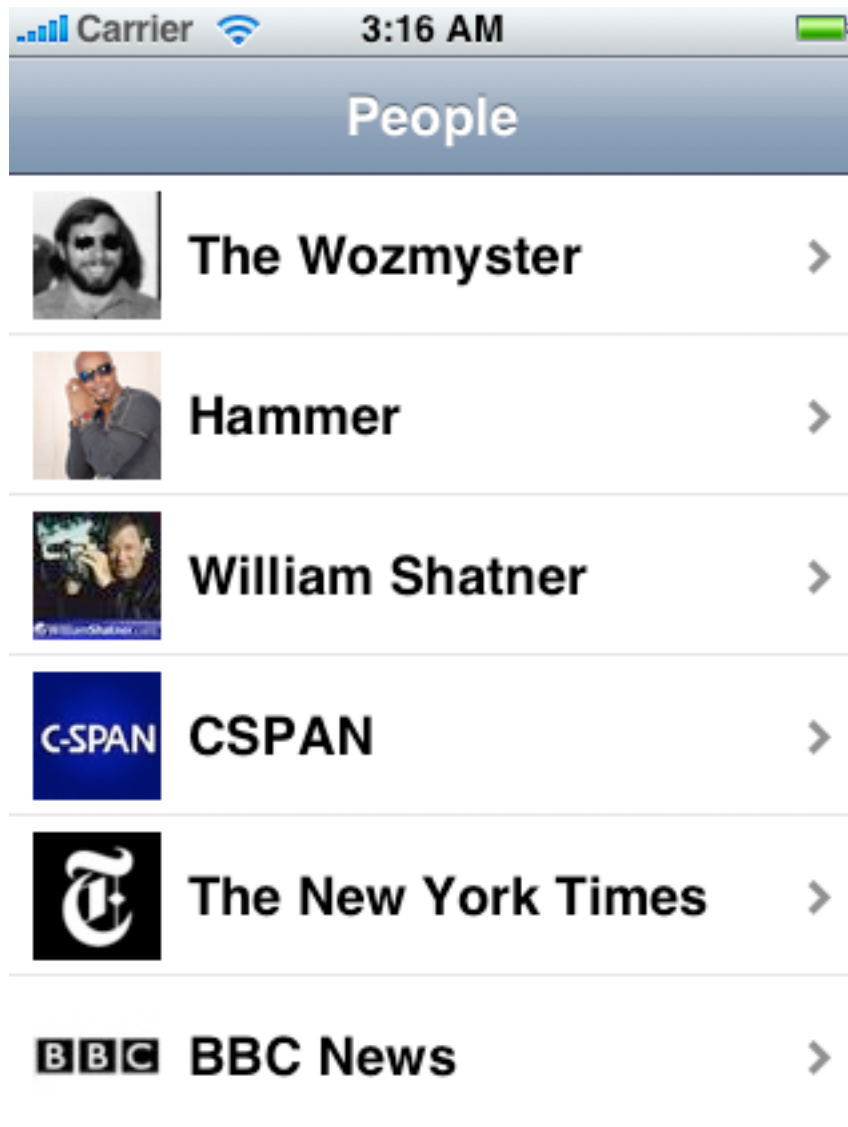 Carrier 3:16 AM
People
The Wozmyster
Hammer
William Shatner
WilliamShatner
C-SPAN CSPAN
The New York Times
BBC BBC News